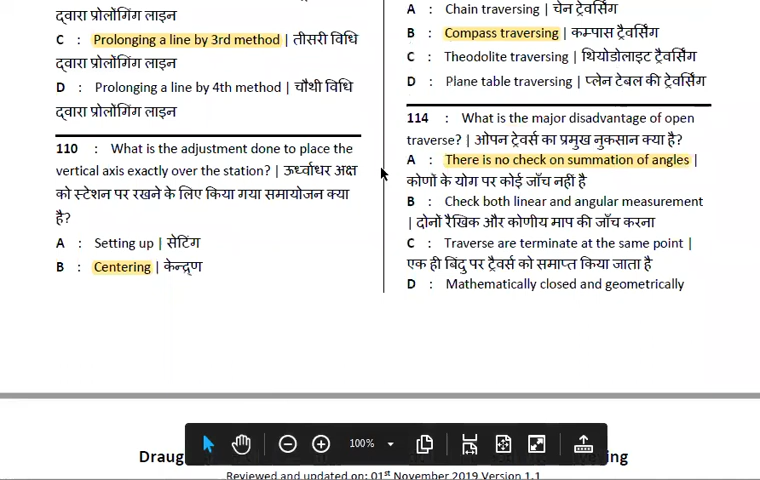 द्वारा प्रोलोंगिंग लाइन
C : Prolonging a line by 3rd method | तीसरी विधि
द्वारा प्रोलोंगिंग लाइन
D : Prolonging a line by 4th method | चौथी विधि
द्वारा प्रोलोंगिंग लाइन
110 : What is the adjustment done to place the
vertical axis exactly over the station? | ऊर्ध्वाधर अक्ष
को स्टेशन पर रखने के लिए किया गया समायोजन क्या
है?
A : Setting up | सेटिंग
B : Centering | केन्द्र्ण
A : Chain traversing | चेन ट्रेवर्सिंग
B : Compass traversing | कम्पास ट्रैवर्सिंग
C : Theodolite traversing | थियोडोलाइट ट्रैवर्सिंग
D : Plane table traversing | प्लेन टेबल की ट्रेवर्सिंग
114 : What is the major disadvantage of open
traverse? | ओपन ट्रेवर्स का प्रमुख नुकसान क्या है?
A : There is no check on summation of angles |
कोणों के योग पर कोई जाँच नहीं है
B : Check both linear and angular measurement
| दोनों रैखिक और कोणीय माप की जाँच करना
C : Traverse are terminate at the same point |
एक ही बिंदु पर ट्रैवर्स को समाप्त किया जाता है
D : Mathematically closed and geometrically
100%
Reviewed and updated on: 01st November 2019 Version 1.1